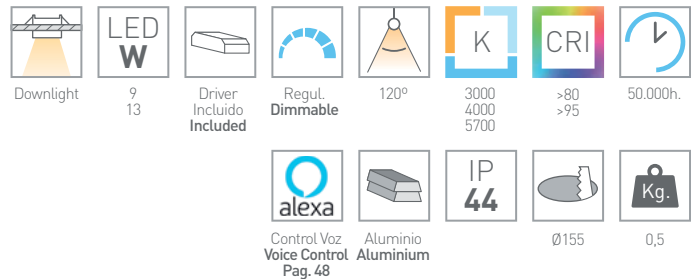 LED
W
K
CRI
Downlight
9
13
Driver
Incluido
Included
Regul.
Dimmable
120º
3000
4000
5700
>80
>95
50.000h.
alexa
IP
44
Kg.
Control Voz
Voice Control
Pag. 48
Aluminio
Aluminium
Ø155
0,5